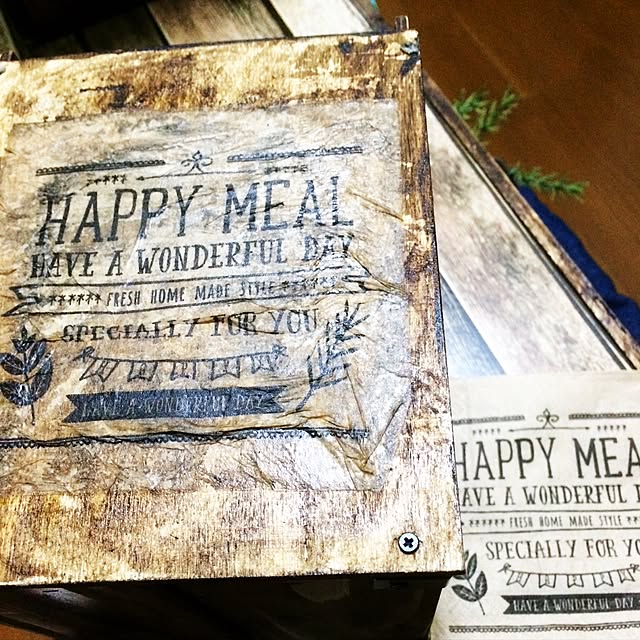 HAPPY MEAL
HAVE A WONDERFUL DAY
FRESH HOME MADE STYLE
SPECIALLY FOR YOU
HAVE A WONDERFUL DAY
HAPPY MEA
HAVE A WONDERFUL D
FRESH HOME MADE STYLE
SPECIALLY FOR YO
HAVE A WONDERFUL DAY